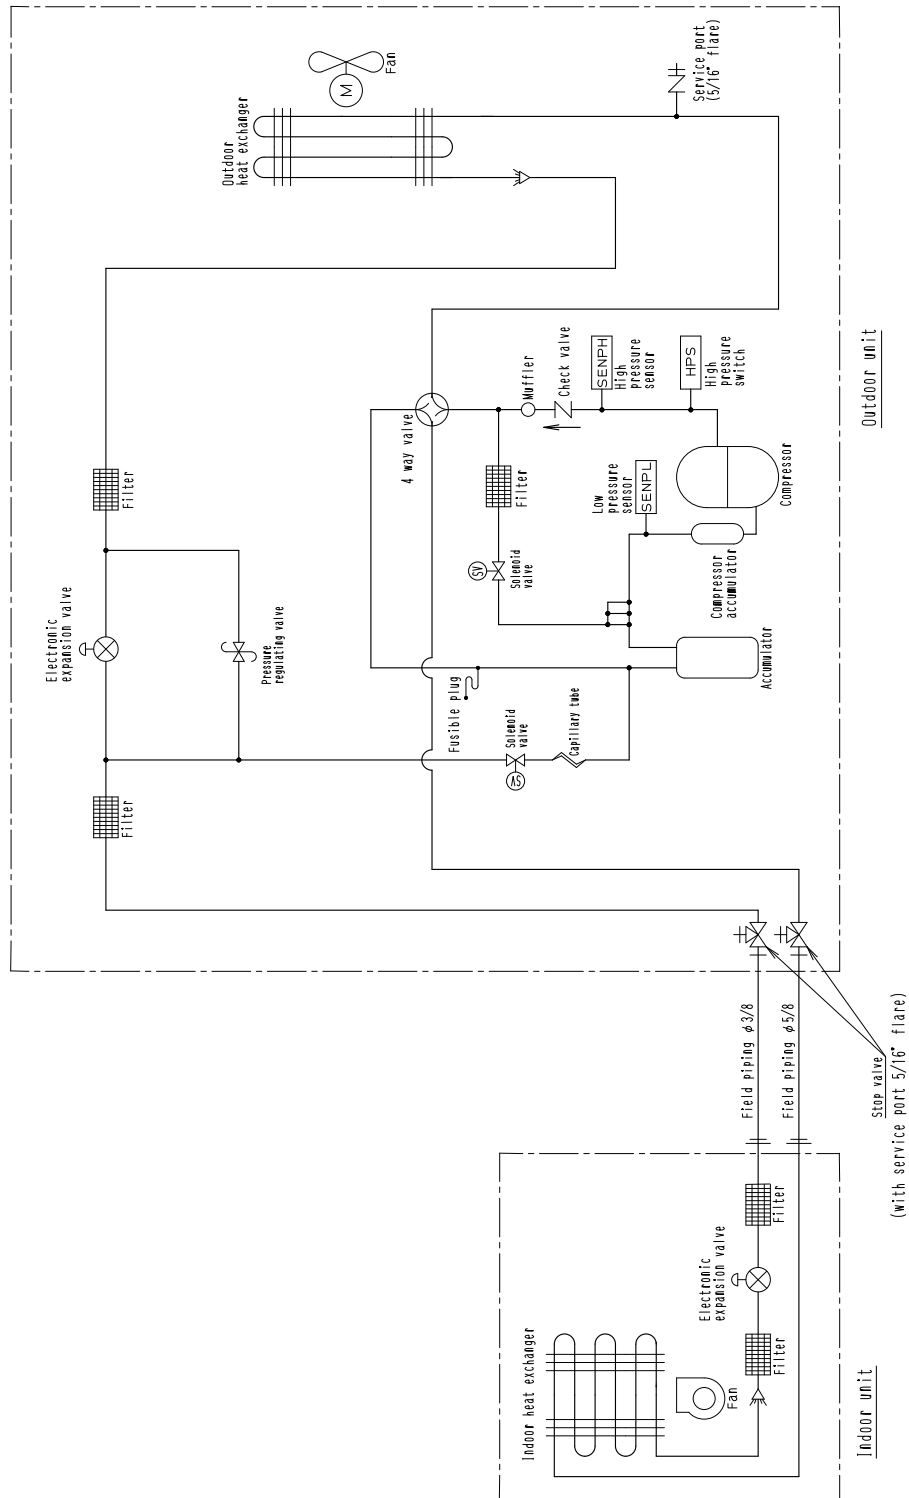 Outdoor
heat exchanger
M
Fan
Service port
(5/16" flare)
Electronic
expansion valve
Filter
Filter
Pressure
regulating valve
4 way valve
Muffler
Check valve
SENPH
High
pressure
sensor
HPS
High
pressure
switch
Filter
SV
Solenoid
valve
Low
pressure
sensor
SENPL
Compressor
Compressor
accumulator
Accumulator
Fusible plug
SV
Solenoid
valve
Capillary tube
Outdoor unit
Field piping φ3/8
Field piping φ5/8
Stop valve
(with service port 5/16" flare)
Indoor heat exchanger
Fan
Electronic
expansion valve
Filter
Filter
Indoor unit